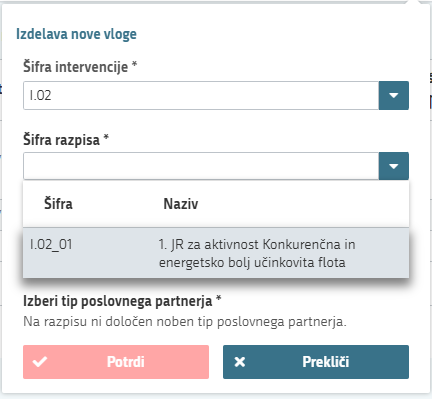 Izdelava nove vloge
Šifra intervencije *
I.02
Šifra razpisa *
Šifra Naziv
I.02_01 1. JR za aktivnost Konkurenčna in
energetsko bolj učinkovita flota
Izberi tip poslovnega partnerja *
Na razpisu ni določen noben tip poslovnega partnerja.
Potrdi Prekliči